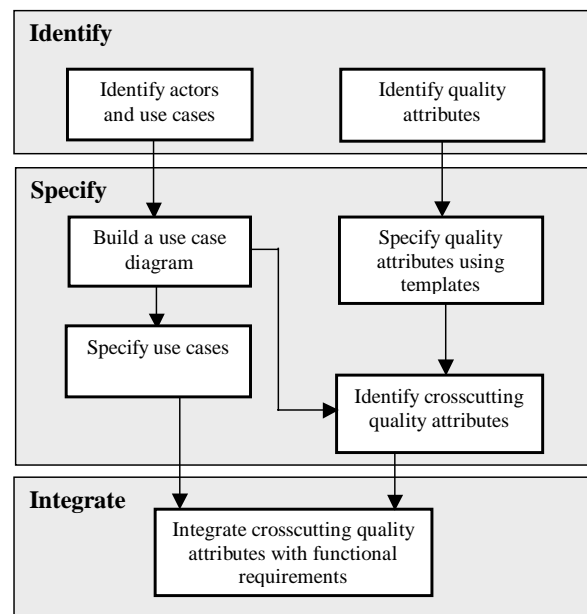 Identify
Identify actors
and use cases
Identify quality
attributes
Specify
Build a use case
diagram
Specify quality
attributes using
templates
Specify use cases
Identify crosscutting
quality attributes
Integrate
Integrate crosscutting quality
attributes with functional
requirements